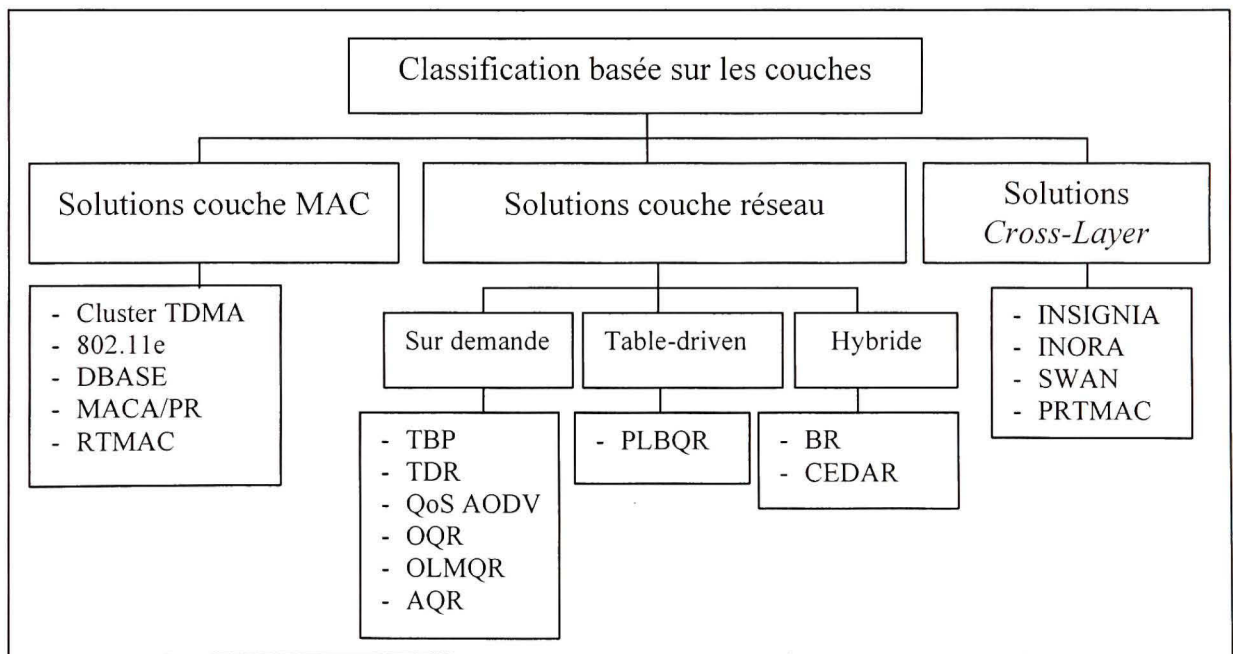 Classification basée sur les couches
Solutions couche MAC
Solutions couche réseau
Solutions
Cross-Layer
- Cluster TDMA
- 802.11e
- DBASE
- MACA/PR
- RTMAC
Sur demande
Table-driven
Hybride
- TBP
- TDR
- QoS AODV
- OQR
- OLMQR
- AQR
- PLBQR
- BR
- CEDAR
- INSIGNIA
- INORA
- SWAN
- PRTMAC